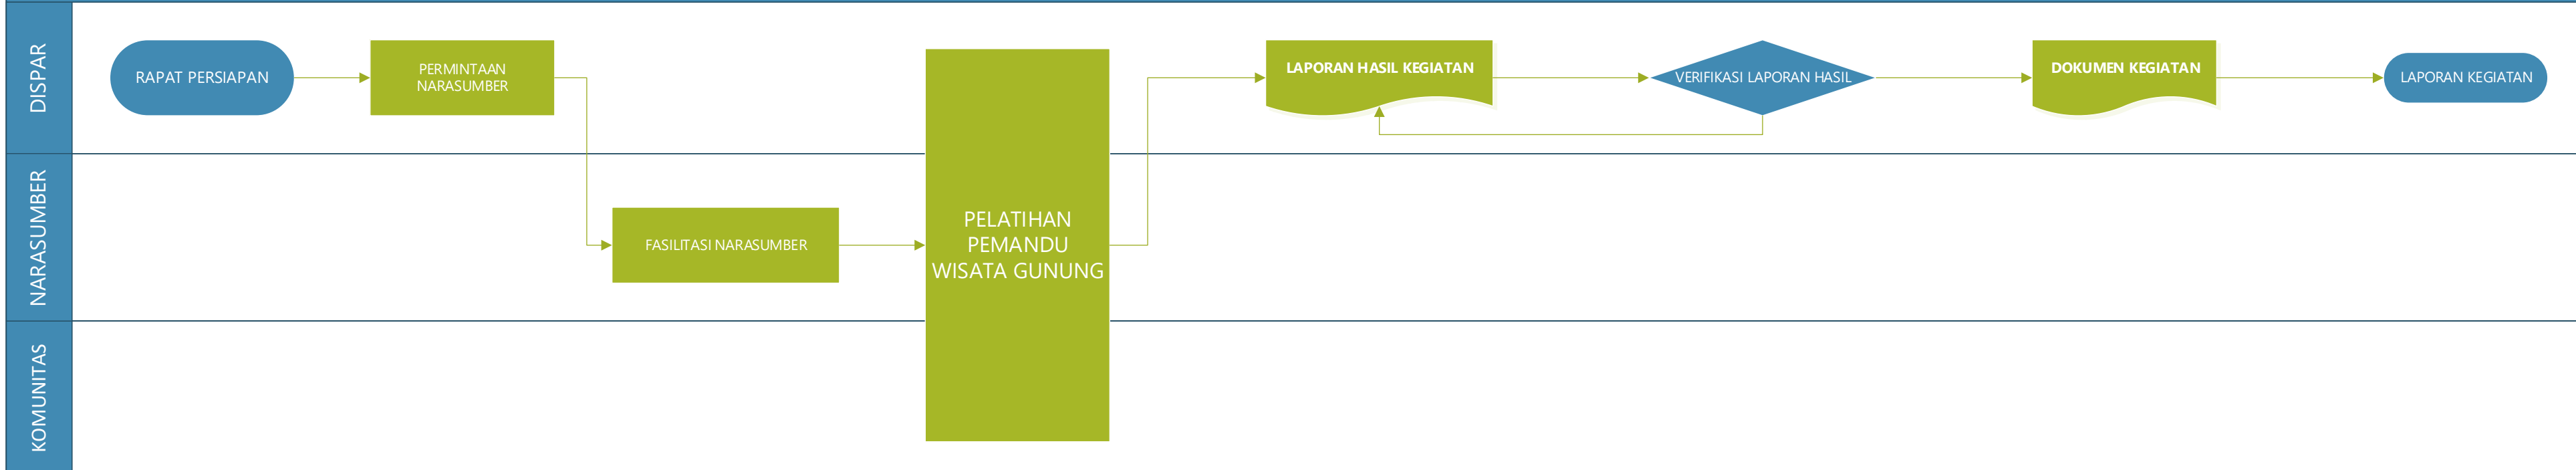 DISPAR
RAPAT PERSIAPAN
PERMINTAAN
NARASUMBER
LAPORAN HASIL KEGIATAN
VERIFIKASI LAPORAN HASIL
DOKUMEN KEGIATAN
LAPORAN KEGIATAN
NARASUMBER
FASILITASI NARASUMBER
PELATIHAN
PEMANDU
WISATA GUNUNG
KOMUNITAS